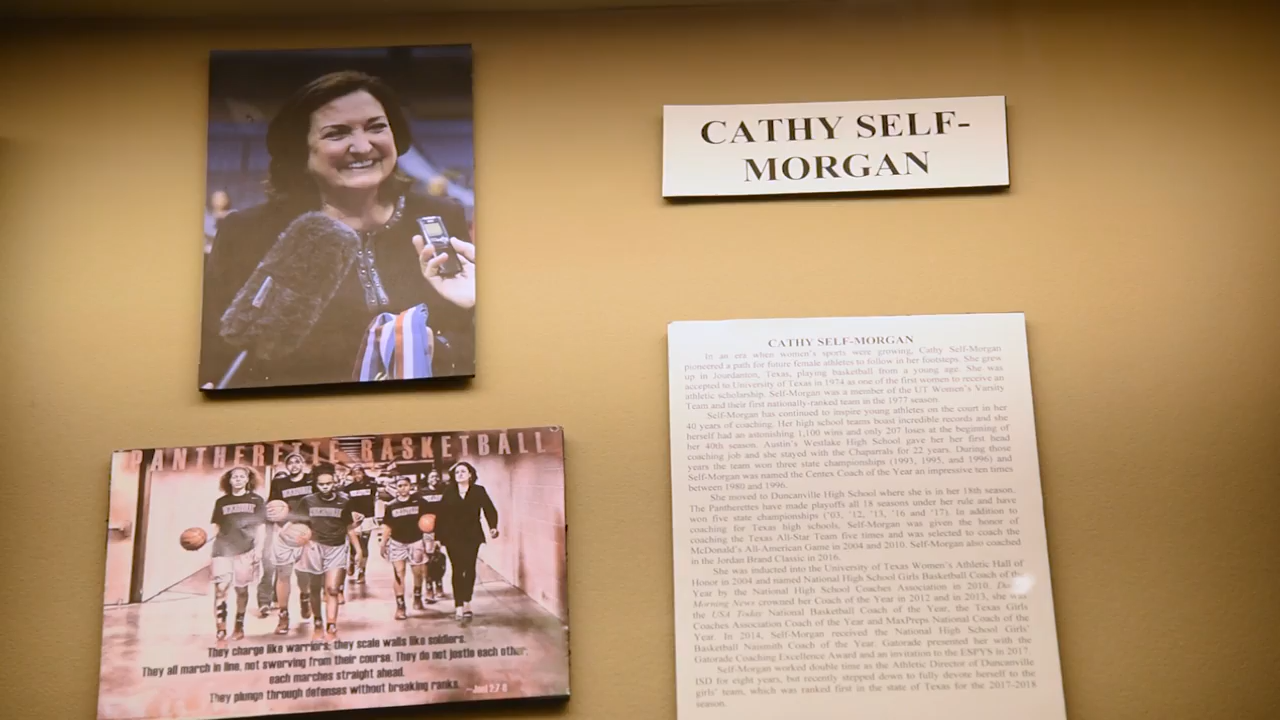 CATHY SELF-
MORGAN
CATHY SELF-MORGAN
In an era when women's sports were growing, Cathy Self-Morgan
pioneered a path for future female athletes to follow in her footsteps. She grew
up in Jourdanton, Texas, playing basketball from a young age. She was
accepted to University of Texas in 1974 as one of the first women to receive an
athletic scholarship. Self-Morgan was a member of the UT Women's Varsity
Team and their first nationally-ranked team in the 1977 season.
Self-Morgan has continued to inspire young athletes on the court in her
40 years of coaching. Her high school teams boast incredible records and she
herself had an astonishing 1,100 wins and only 207 loses at the beginning of
her 40th season. Austin's Westlake High School gave her her first head
coaching job and she stayed with the Chaparrals for 22 years. During those
years the team won three state championships (1993, 1995, and 1996) and
Self-Morgan was named the Centex Coach of the Year an impressive ten times
between 1980 and 1996.
She moved to Duncanville High School where she is in her 18th season.
The Pantherettes have made playoffs all 18 seasons under her rule and have
won five state championships ('03, '12, '13, '16 and '17). In addition to
coaching for Texas high schools, Self-Morgan was given the honor of
coaching the Texas All-Star Team five times and was selected to coach the
McDonald's All-American Game in 2004 and 2010. Self-Morgan also coached
in the Jordan Brand Classic in 2016.
She was inducted into the University of Texas Women's Athletic Hall of
Honor in 2004 and named National High School Girls Basketball Coach of the
Year by the National High School Coaches Association in 2010.
Morning News crowned her Coach of the Year in 2012 and in 2013, she was
the USA Today National Basketball Coach of the Year, the Texas Girls
Coaches Association Coach of the Year and MaxPreps National Coach of the
Year. In 2014, Self-Morgan received the National High School Girls'
Basketball Naismith Coach of the Year. Gatorade presented her with the
Gatorade Coaching Excellence Award and an invitation to the ESPYS in 2017.
Self-Morgan worked double time as the Athletic Director of Duncanville
ISD for eight years, but recently stepped down to fully devote herself to the
girls' team, which was ranked first in the state of Texas for the 2017-2018
season.
PANTHERETTE BASKETBALL
They charge like warriors; they scale walls like soldiers.
They all march in line, not swerving from their course. They do not jostle each other;
each marches straight ahead.
They plunge through defenses without breaking ranks. —Joel 2:7-8